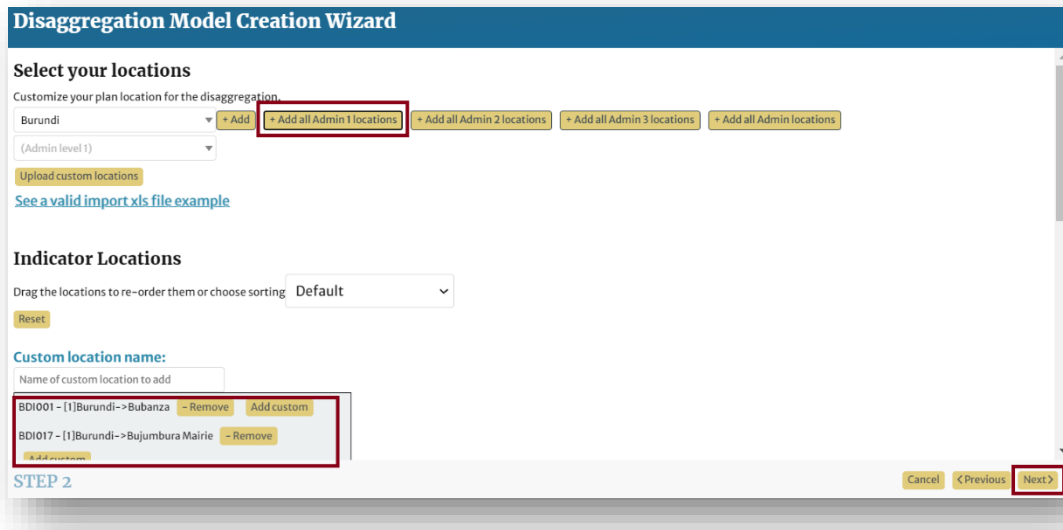 Disaggregation Model Creation Wizard
Select your locations
Customize your plan location for the disaggregation.
Burundi + Add + Add all Admin 1 locations + Add all Admin 2 locations + Add all Admin 3 locations + Add all Admin locations
(Admin level 1)
Upload custom locations
See a valid import xls file example
Indicator Locations
Drag the locations to re-order them or choose sorting Default
Reset
Custom location name:
Name of custom location to add
BDI001 - [1]Burundi->Bubanza - Remove Add custom
BDI017 - [1]Burundi->Bujumbura Mairie - Remove
Add custom
STEP 2 Cancel <Previous Next>